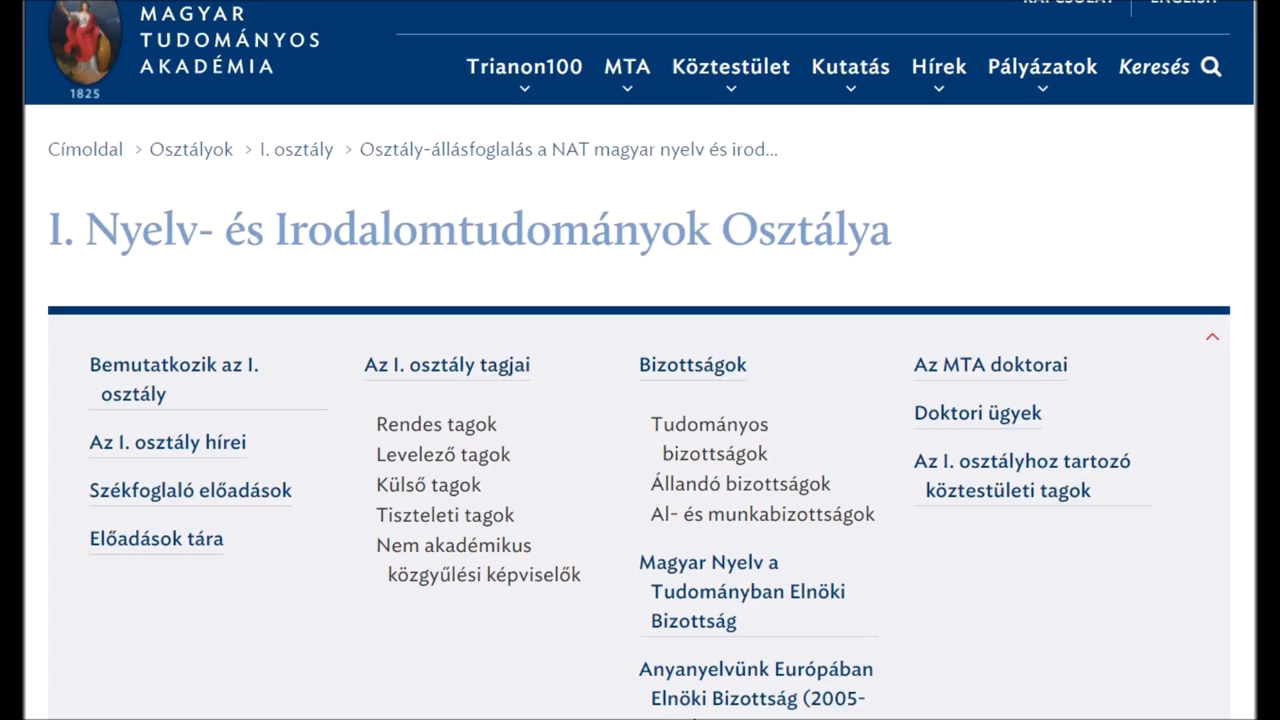 KAPCSOLAT ENGLISH
MAGYAR
TUDOMÁNYOS
AKADÉMIA
1825
Trianon100 MTA Köztestület Kutatás Hírek Pályázatok Keresés
Címoldal > Osztályok > I. osztály > Osztály-állásfoglalás a NAT magyar nyelv és irod...
I. Nyelv- és Irodalomtudományok Osztálya
Bemutatkozik az I.
osztály
Az I. osztály hírei
Székfoglaló előadások
Előadások tára
Az I. osztály tagjai
Rendes tagok
Levelező tagok
Külső tagok
Tiszteleti tagok
Nem akadémikus
közgyűlési képviselők
Bizottságok
Tudományos
bizottságok
Állandó bizottságok
Al- és munkabizottságok
Magyar Nyelv a
Tudományban Elnöki
Bizottság
Anyanyelvünk Európában
Elnöki Bizottság (2005-
Az MTA doktorai
Doktori ügyek
Az I. osztályhoz tartozó
köztestületi tagok